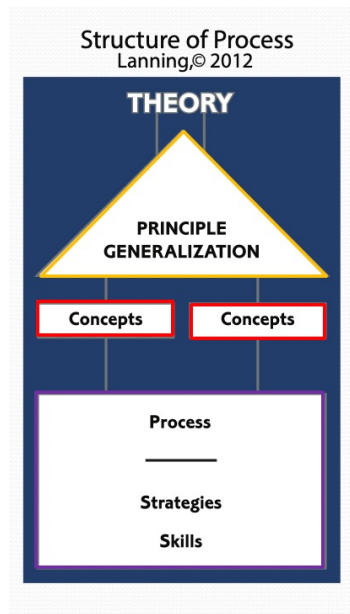 Structure of Process
Lanning,© 2012
THEORY
PRINCIPLE
GENERALIZATION
Concepts
Concepts
Process
Strategies
Skills